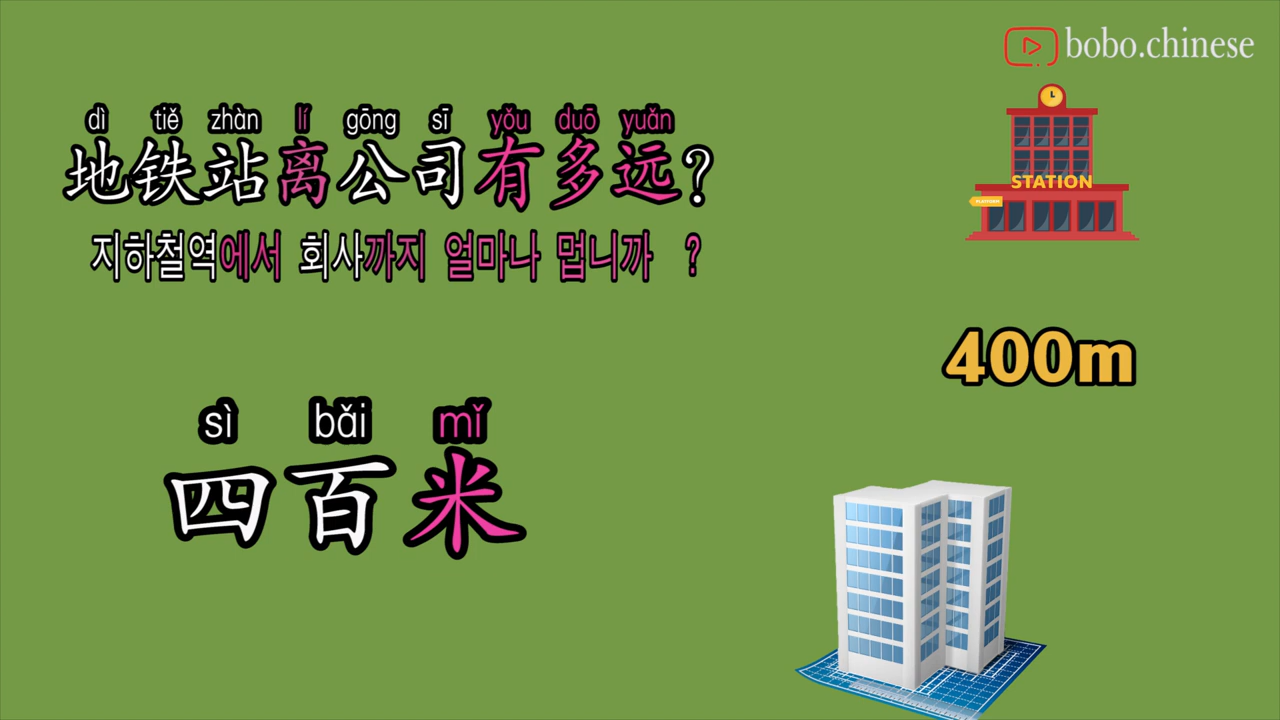 bobo.chinese
dì tiě zhàn lí gōng sī yǒu duō yuǎn
地铁站离公司有多远?
지하철역에서 회사까지 얼마나 멉니까 ?
STATION
PLATFORM
400m
sì bǎi mǐ
四百米